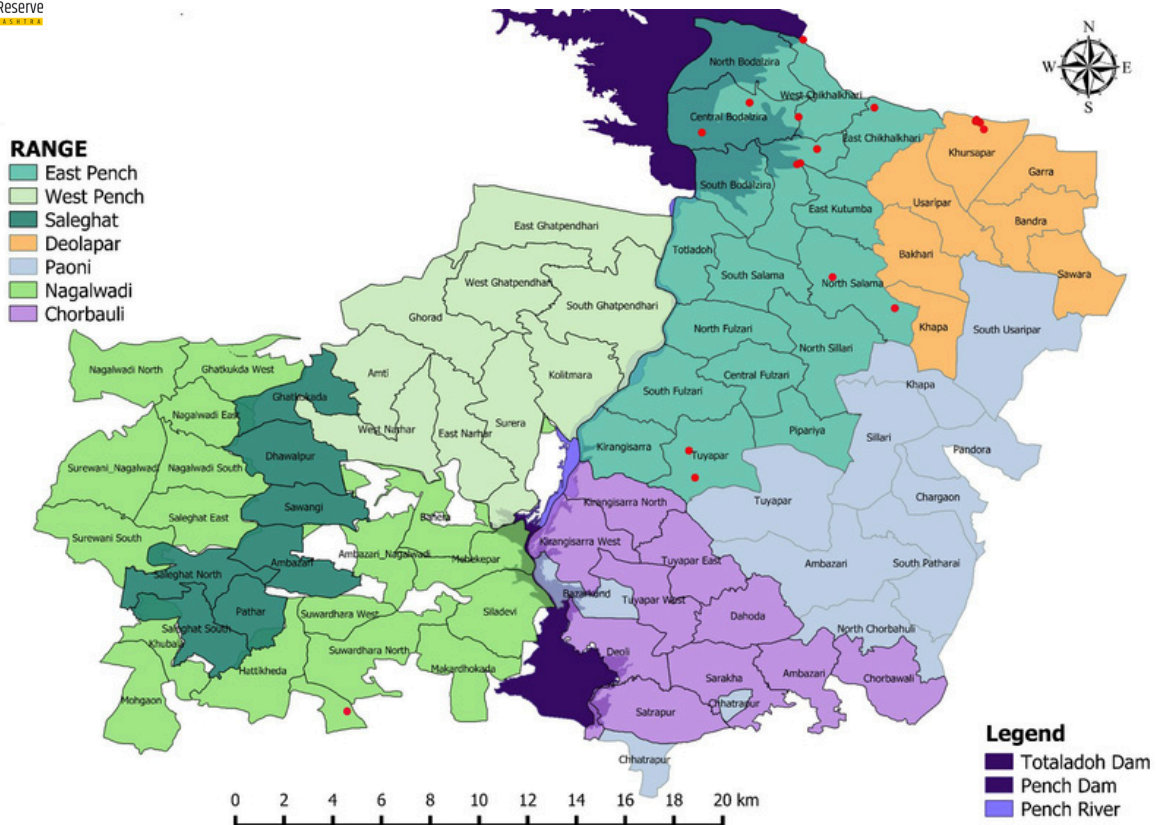 Reserve
ASHTRA
N
W
E
S
RANGE
East Pench
West Pench
Saleghat
Deolapar
Paoni
Nagalwadi
Chorbauli
North Bodalzira
West Chikhalkhari
Central Bodalzira
East Chikhalkhari
Khursapar
Garra
South Bodalzira
East Kutumba
Usaripar
Bandra
East Ghatpendhari
Totladoh
Bakhari
Sawara
West Ghatpendhari
South Salama
North Salama
South Ghatpendhari
Ghorad
North Fulzari
Khapa
South Usaripar
North Sillari
Nagalwadi North
Ghatkukda West
Amti
Kolitmara
Central Fulzari
Khapa
South Fulzari
Ghatkukada
Nagalwadi East
West Narhar
East Narhar
Surera
Pipariya
Sillari
Kirangisarra
Tuyapar
Pandora
Dhawalpur
Surewani_Nagalwadi
Nagalwadi South
Tuyapar
Chargaon
Kirangisarra North
Sawangi
Saleghat East
Banera
Surewani South
Kirangisarra West
Ambazari_Nagalwadi
Mahekepar
Tuyapar East
Ambazari
South Patharai
Ambazari
Saleghat North
Bazarkund
Tuyapar West
Pathar
Suwardhara West
Siladevi
Dahoda
Saleghat South
North Chorbahuli
Khubala
Suwardhara North
Deoli
Hattikheda
Makardhokada
Sarakha
Ambazari
Chorbawali
Mohgaon
Satrapur
Chhatrapur
Chhatrapur
Legend
Totaladoh Dam
Pench Dam
Pench River
0 2 4 6 8 10 12 14 16 18 20 km